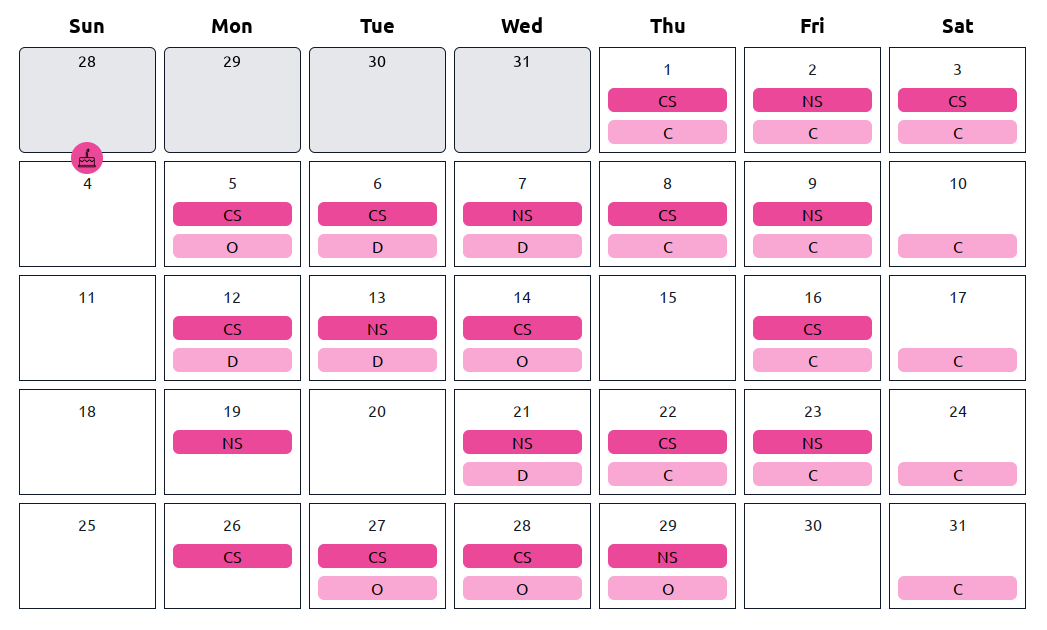 Sun Mon Tue Wed Thu Fri Sat
28 29 30 31 1 2 3
CS NS CS
C C C
4 5 6 7 8 9 10
CS CS NS CS NS
O D D C C C
11 12 13 14 15 16 17
CS NS CS CS
D D O C C
18 19 20 21 22 23 24
NS NS CS NS
D C C C
25 26 27 28 29 30 31
CS CS CS NS
O O O C